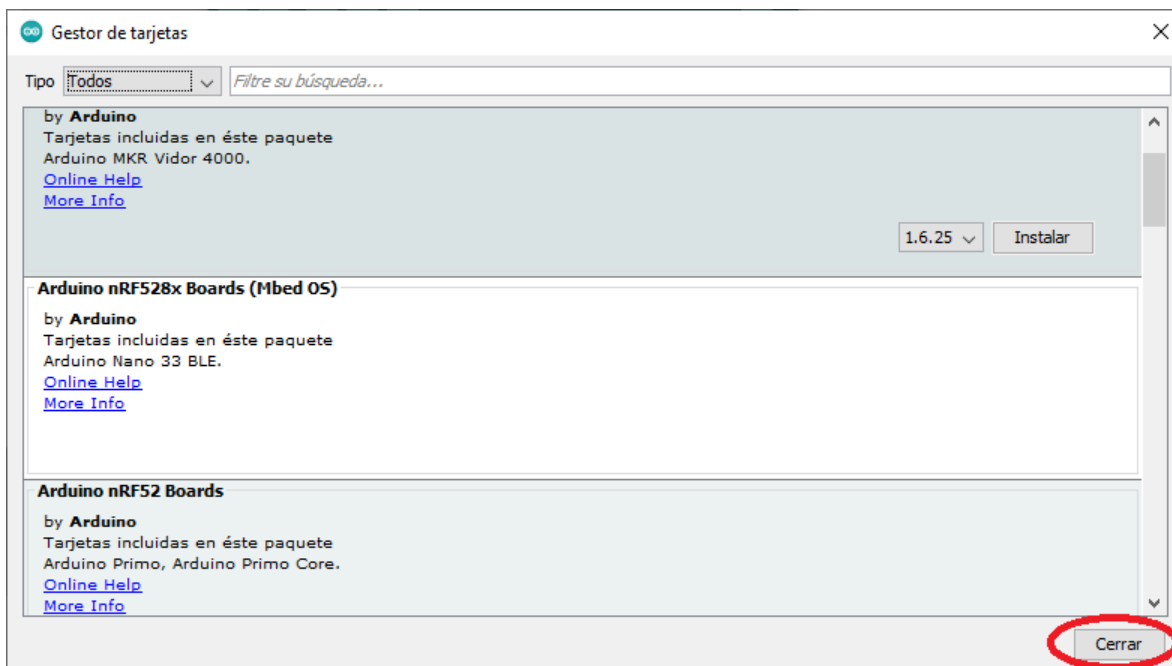 Gestor de tarjetas
Tipo Todos Filtre su búsqueda...
by Arduino
Tarjetas incluidas en éste paquete
Arduino MKR Vidor 4000.
Online Help
More Info
1.6.25 Instalar
Arduino nRF528x Boards (Mbed OS)
by Arduino
Tarjetas incluidas en éste paquete
Arduino Nano 33 BLE.
Online Help
More Info
Arduino nRF52 Boards
by Arduino
Tarjetas incluidas en éste paquete
Arduino Primo, Arduino Primo Core.
Online Help
More Info
Cerrar